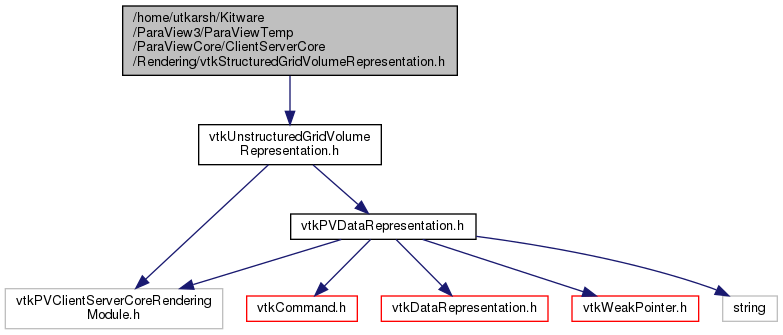 /home/utkarsh/Kitware
/ParaView3/ParaViewTemp
/ParaViewCore/ClientServerCore
/Rendering/vtkStructuredGridVolumeRepresentation.h
vtkUnstructuredGridVolume
Representation.h
vtkPVDataRepresentation.h
vtkPVClientServerCoreRendering
Module.h
vtkCommand.h
vtkDataRepresentation.h
vtkWeakPointer.h
string